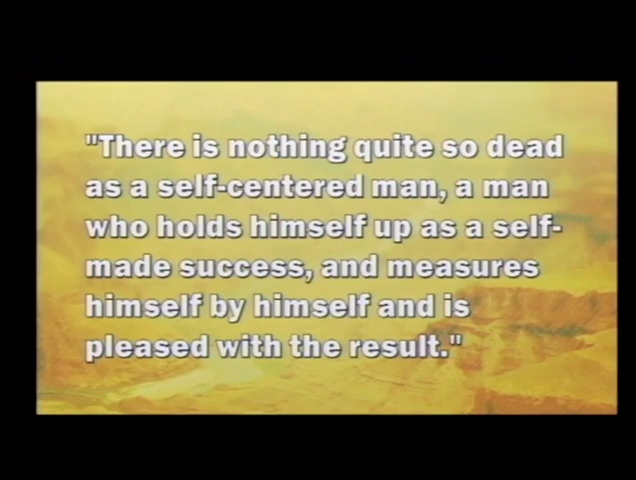 "There is nothing quite so dead
as a self-centered man, a man
who holds himself up as a self-
made success, and measures
himself by himself and is
pleased with the result."